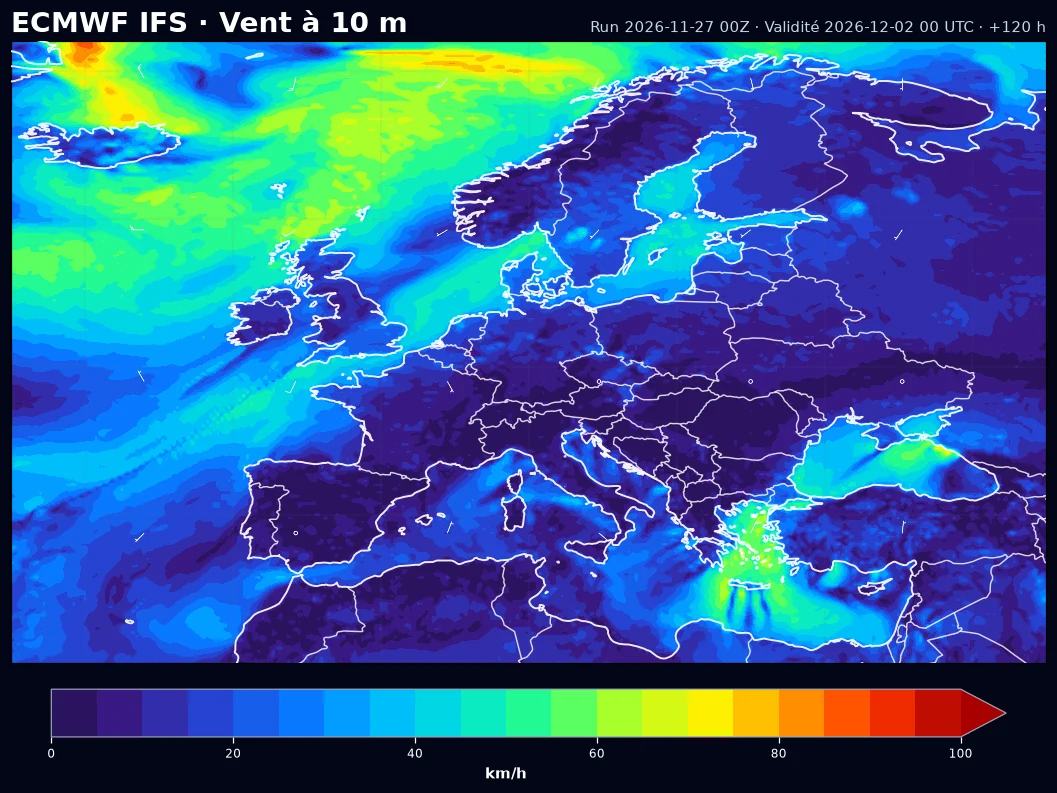 ECMWF IFS · Vent à 10 m
Run 2026-11-27 00Z · Validité 2026-12-02 00 UTC · +120 h
0 20 40 60 80 100
km/h